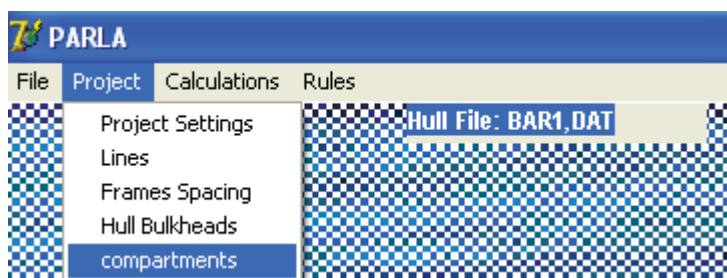 PARLA
File Project Calculations Rules
Hull File: BAR1,DAT
Project Settings
Lines
Frames Spacing
Hull Bulkheads
compartments